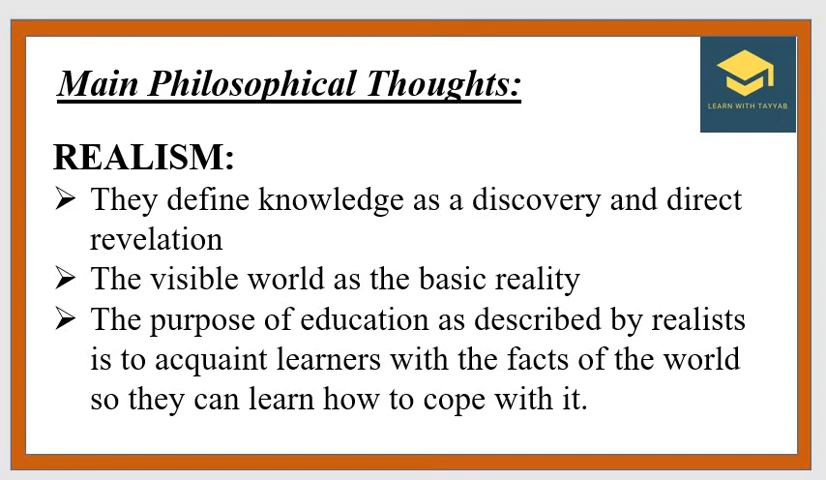 Main Philosophical Thoughts:
LEARN WITH TAYYAB
REALISM:
➢ They define knowledge as a discovery and direct
revelation
➢ The visible world as the basic reality
➢ The purpose of education as described by realists
is to acquaint learners with the facts of the world
so they can learn how to cope with it.